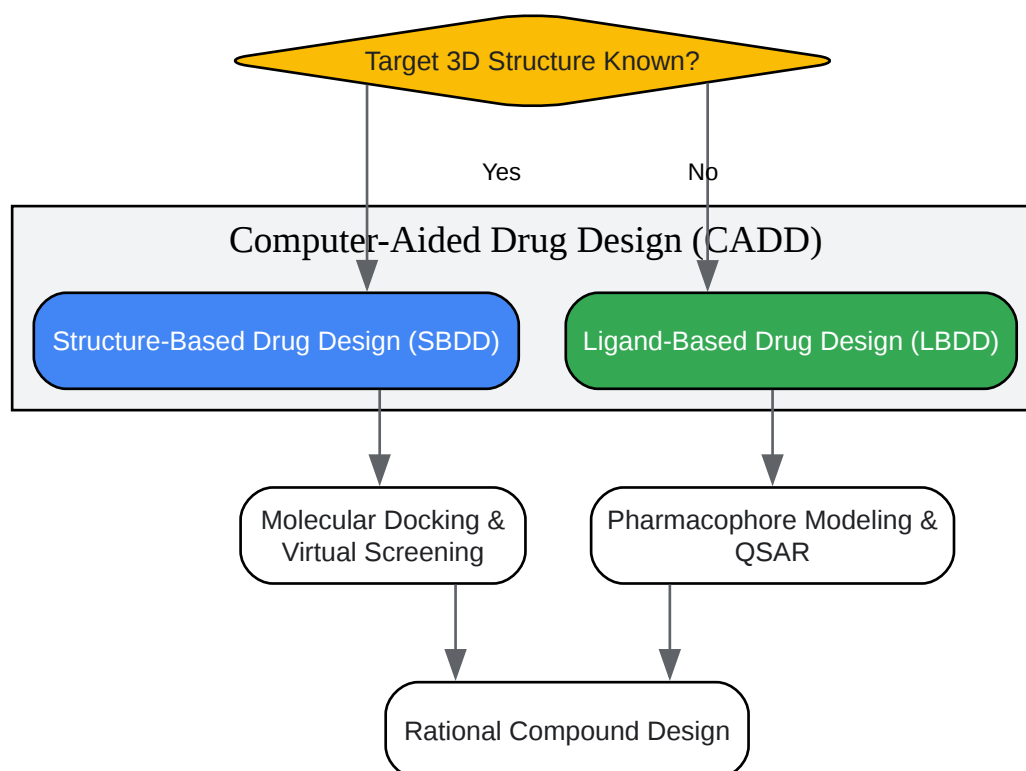 Target 3D Structure Known?
Yes
No
Computer-Aided Drug Design (CADD)
Structure-Based Drug Design (SBDD)
Ligand-Based Drug Design (LBDD)
Molecular Docking &
Virtual Screening
Pharmacophore Modeling &
QSAR
Rational Compound Design